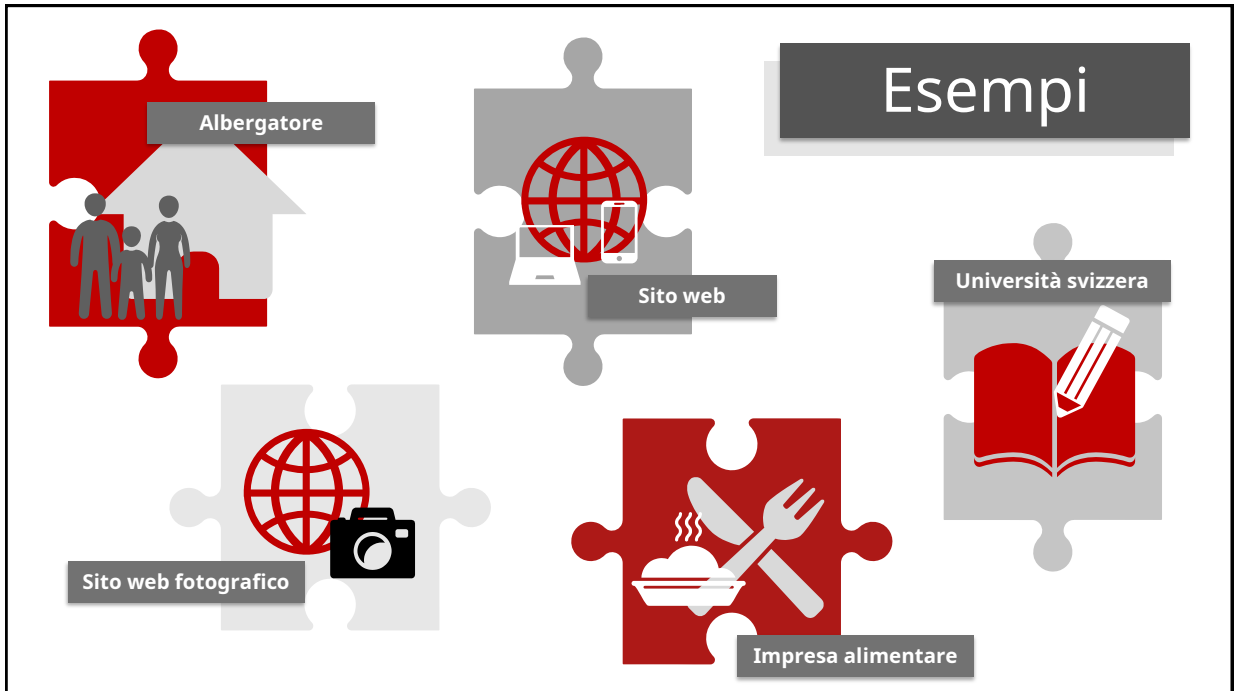 Esempi
Albergatore
Sito web
Università svizzera
Sito web fotografico
Impresa alimentare